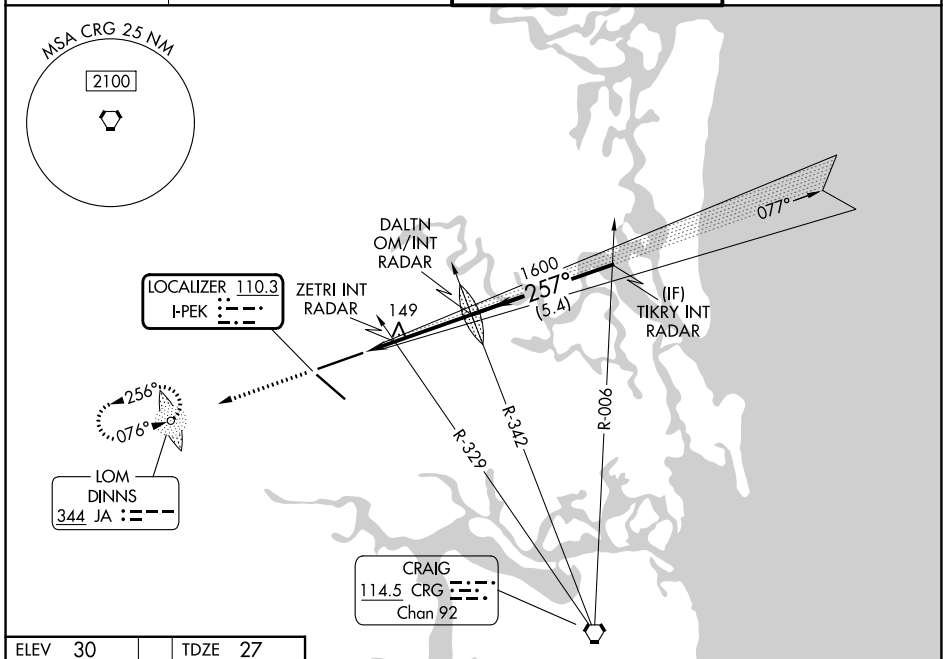 MSA CRG 25 NM
2100
DALTN
OM/INT
RADAR
077°
1600
257°
(5.4)
LOCALIZER 110.3
I-PEK
ZETRI INT
RADAR
149
(IF)
TIKRY INT
RADAR
256°
076°
R-329
R-342
R-006
LOM
DINNS
344 JA
CRAIG
114.5 CRG
Chan 92
ELEV 30
TDZE 27